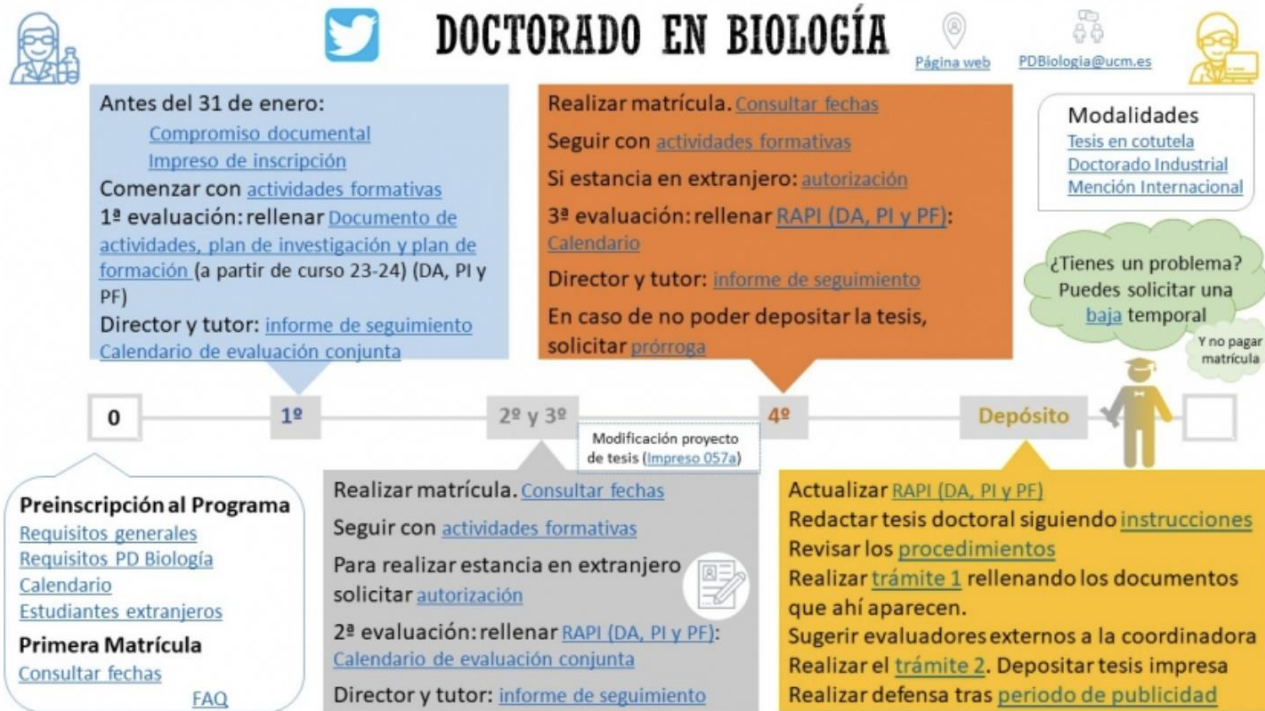 DOCTORADO EN BIOLOGÍA
Página web
PDBiologia@ucm.es
Antes del 31 de enero:
Compromiso documental
Impreso de inscripción
Comenzar con actividades formativas
1ª evaluación: rellenar Documento de
actividades, plan de investigación y plan de
formación (a partir de curso 23-24) (DA, PI y
PF)
Director y tutor: informe de seguimiento
Calendario de evaluación conjunta
Realizar matrícula. Consultar fechas
Seguir con actividades formativas
Si estancia en extranjero: autorización
3ª evaluación: rellenar RAPI (DA, PI y PF):
Calendario
Director y tutor: informe de seguimiento
En caso de no poder depositar la tesis,
solicitar prórroga
Modalidades
Tesis en cotutela
Doctorado Industrial
Mención Internacional
¿Tienes un problema?
Puedes solicitar una
baja temporal
Y no pagar
matrícula
0
1º
2º y 3º
4º
Depósito
Modificación proyecto
de tesis (Impreso 057a)
Preinscripción al Programa
Requisitos generales
Requisitos PD Biología
Calendario
Estudiantes extranjeros
Primera Matrícula
Consultar fechas
FAQ
Realizar matrícula. Consultar fechas
Seguir con actividades formativas
Para realizar estancia en extranjero
solicitar autorización
2ª evaluación: rellenar RAPI (DA, PI y PF):
Calendario de evaluación conjunta
Director y tutor: informe de seguimiento
Actualizar RAPI (DA, PI y PF)
Redactar tesis doctoral siguiendo instrucciones
Revisar los procedimientos
Realizar trámite 1 rellenando los documentos
que ahí aparecen.
Sugerir evaluadores externos a la coordinadora
Realizar el trámite 2. Depositar tesis impresa
Realizar defensa tras periodo de publicidad